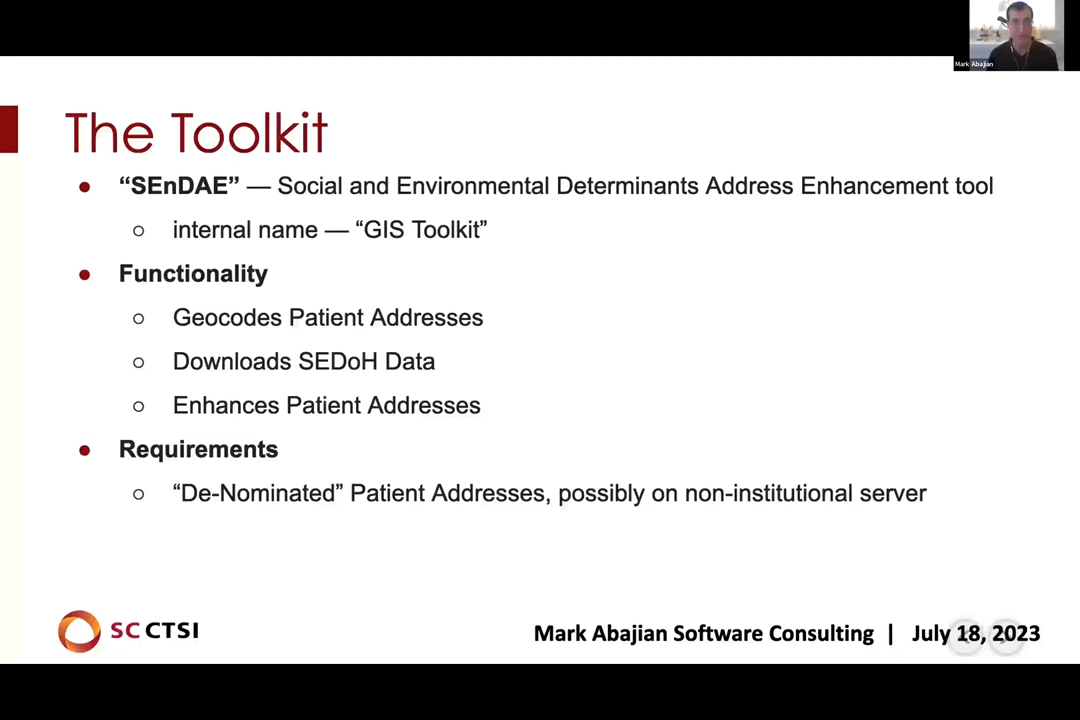 Mark Abajian
The Toolkit
● “SEnDAE” — Social and Environmental Determinants Address Enhancement tool
○ internal name — “GIS Toolkit”
● Functionality
○ Geocodes Patient Addresses
○ Downloads SEDoH Data
○ Enhances Patient Addresses
● Requirements
○ “De-Nominated” Patient Addresses, possibly on non-institutional server
SC CTSI
Mark Abajian Software Consulting | July 18, 2023